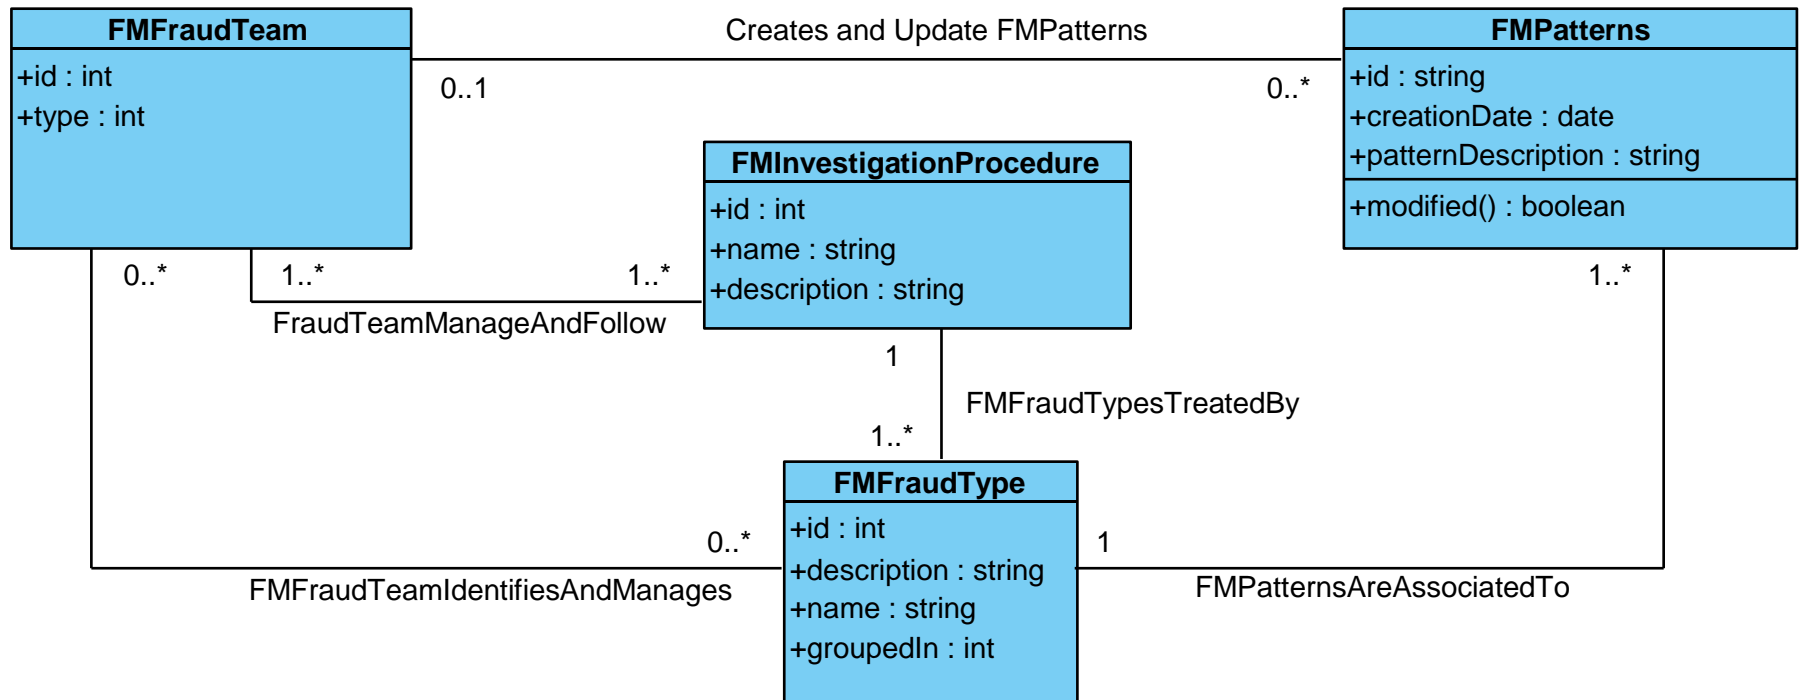 FMFraudTeam
+id : int
+type : int
Creates and Update FMPatterns
0..1
0..*
FMPatterns
+id : string
+creationDate : date
+patternDescription : string
+modified() : boolean
FMInvestigationProcedure
+id : int
+name : string
+description : string
0..*
1..*
1..*
FraudTeamManageAndFollow
1..*
1
FMFraudTypesTreatedBy
1..*
FMFraudType
+id : int
+description : string
+name : string
+groupedIn : int
0..*
FMFraudTeamIdentifiesAndManages
1
FMPatternsAreAssociatedTo